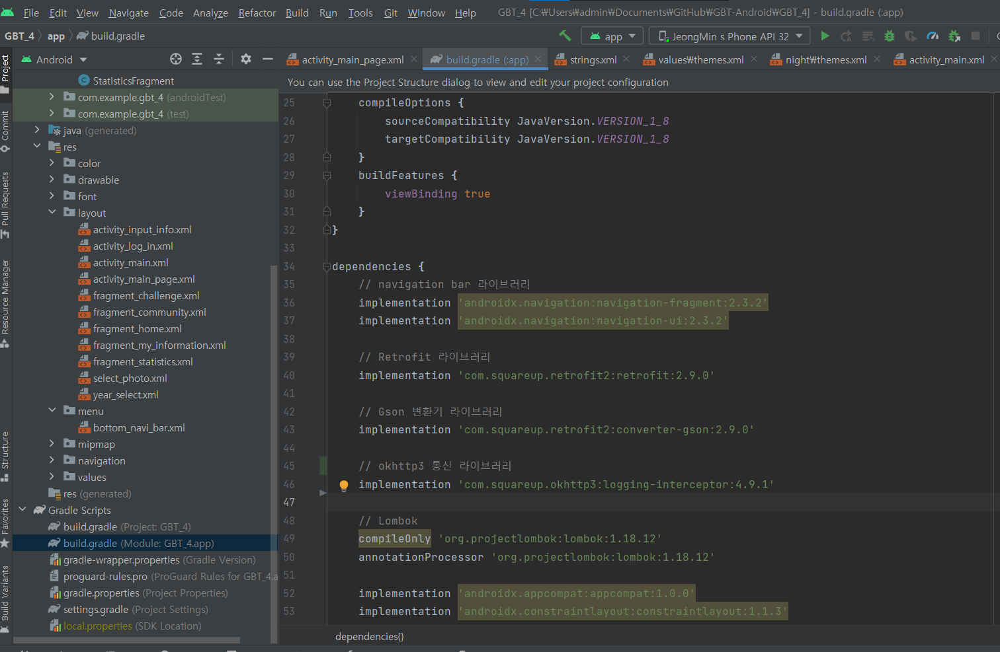 File Edit View Navigate Code Analyze Refactor Build Run Tools Git Window Help GBT_4 [C:₩Users₩admin₩Documents₩GitHub₩GBT-Android₩GBT_4] - build.gradle (:app)
GBT_4 app build.gradle app JeongMin s Phone API 32
Project
Commit
Pull Requests
Resource Manager
Structure
Favorites
Build Variants
Android
StatisticsFragment
com.example.gbt_4 (androidTest)
com.example.gbt_4 (test)
java (generated)
res
color
drawable
font
layout
activity_input_info.xml
activity_log_in.xml
activity_main.xml
activity_main_page.xml
fragment_challenge.xml
fragment_community.xml
fragment_home.xml
fragment_my_information.xml
fragment_statistics.xml
select_photo.xml
year_select.xml
menu
bottom_navi_bar.xml
mipmap
navigation
values
res (generated)
Gradle Scripts
build.gradle (Project: GBT_4)
build.gradle (Module: GBT_4.app)
gradle-wrapper.properties (Gradle Version)
proguard-rules.pro (ProGuard Rules for GBT_4.a
gradle.properties (Project Properties)
settings.gradle (Project Settings)
local.properties (SDK Location)
activity_main_page.xml build.gradle (:app) strings.xml values₩themes.xml night₩themes.xml activity_main.xml
You can use the Project Structure dialog to view and edit your project configuration
25 compileOptions {
26 sourceCompatibility JavaVersion.VERSION_1_8
27 targetCompatibility JavaVersion.VERSION_1_8
28 }
29 buildFeatures {
30 viewBinding true
31 }
32 }
33
34 dependencies {
35 // navigation bar 라이브러리
36 implementation 'androidx.navigation:navigation-fragment:2.3.2'
37 implementation 'androidx.navigation:navigation-ui:2.3.2'
38
39 // Retrofit 라이브러리
40 implementation 'com.squareup.retrofit2:retrofit:2.9.0'
41
42 // Gson 변환기 라이브러리
43 implementation 'com.squareup.retrofit2:converter-gson:2.9.0'
44
45 // okhttp3 통신 라이브러리
46 implementation 'com.squareup.okhttp3:logging-interceptor:4.9.1'
47
48 // Lombok
49 compileOnly 'org.projectlombok:lombok:1.18.12'
50 annotationProcessor 'org.projectlombok:lombok:1.18.12'
51
52 implementation 'androidx.appcompat:appcompat:1.0.0'
53 implementation 'androidx.constraintlayout:constraintlayout:1.1.3'
dependencies{}